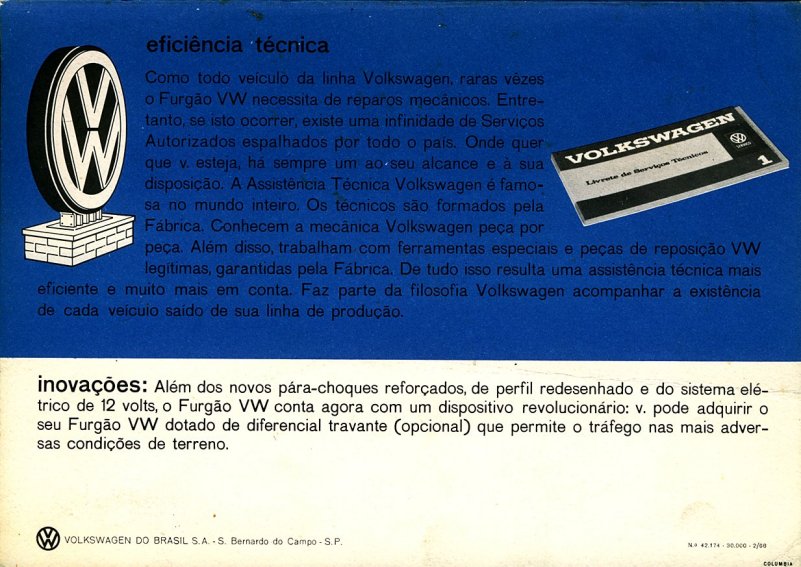 eficiência técnica
Como todo veículo da linha Volkswagen, raras vêzes
o Furgão VW necessita de reparos mecânicos. Entre-
tanto, se isto ocorrer, existe uma infinidade de Serviços
Autorizados espalhados por todo o país. Onde quer
que v. esteja, há sempre um ao seu alcance e à sua
disposição. A Assistência Técnica Volkswagen é famo-
sa no mundo inteiro. Os técnicos são formados pela
Fábrica. Conhecem a mecânica Volkswagen peça por
peça. Além disso, trabalham com ferramentas especiais e peças de reposição VW
legítimas, garantidas pela Fábrica. De tudo isso resulta uma assistência técnica mais
eficiente e muito mais em conta. Faz parte da filosofia Volkswagen acompanhar a existência
de cada veículo saído de sua linha de produção.
VW
VOLKSWAGEN
Livrete de Serviços Técnicos
1
inovações: Além dos novos pára-choques reforçados, de perfil redesenhado e do sistema elé-
trico de 12 volts, o Furgão VW conta agora com um dispositivo revolucionário: v. pode adquirir o
seu Furgão VW dotado de diferencial travante (opcional) que permite o tráfego nas mais adver-
sas condições de terreno.
VW VOLKSWAGEN DO BRASIL S.A. - S. Bernardo do Campo - S.P.
N.º 42.174 - 30.000 - 2/68
COLUMBIA